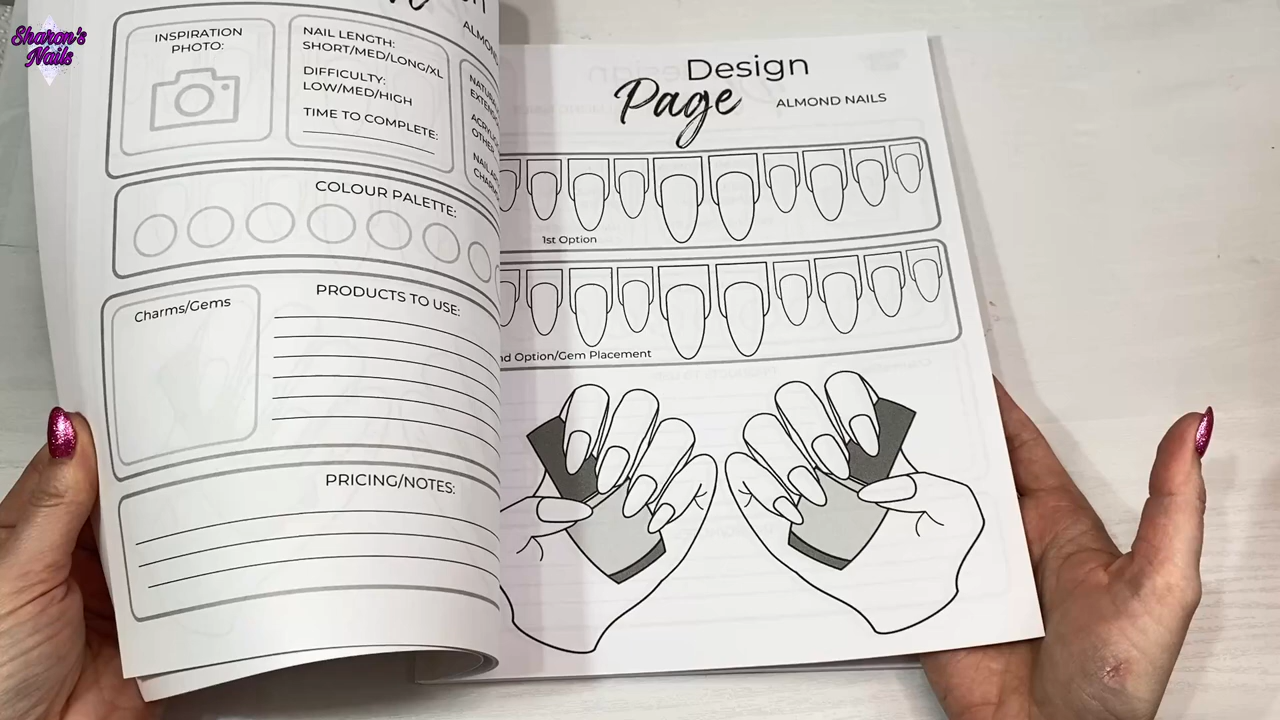 Sharon's
Nails
INSPIRATION
PHOTO:
NAIL LENGTH:
SHORT/MED/LONG/XL
DIFFICULTY:
LOW/MED/HIGH
TIME TO COMPLETE:
COLOUR PALETTE:
Charms/Gems
PRODUCTS TO USE:
PRICING/NOTES:
Design
Page
ALMOND NAILS
1st Option
Option/Gem Placement